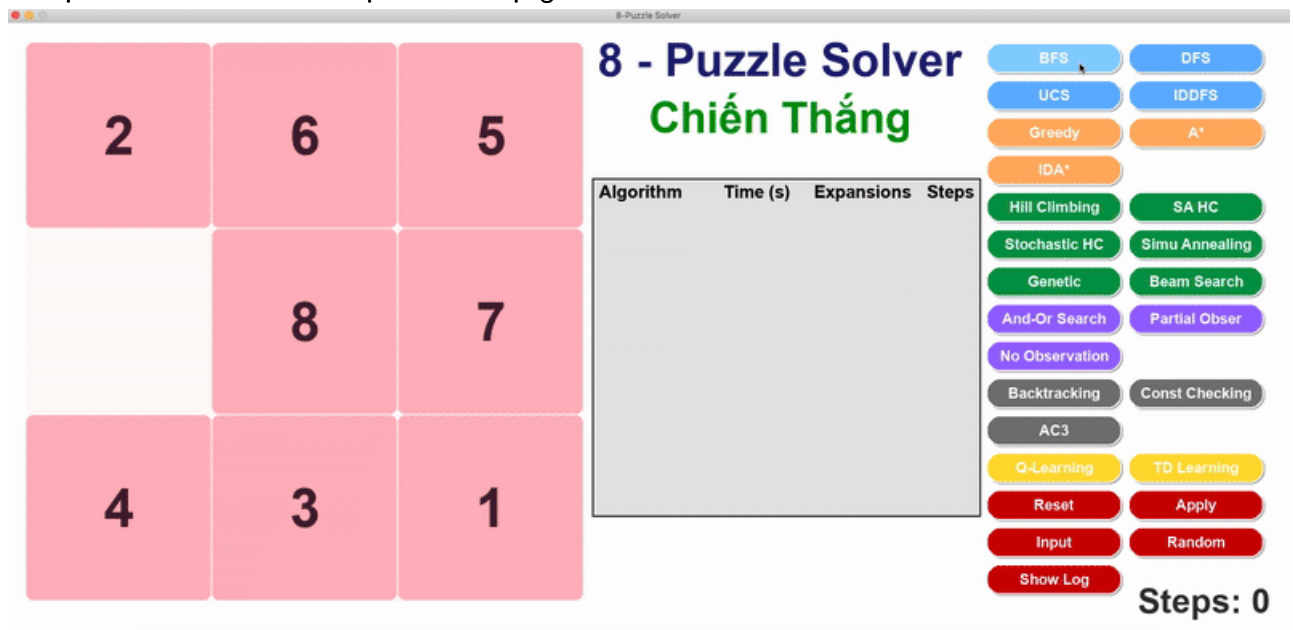 8-Puzzle Solver
2 6 5
8 7
4 3 1
8 - Puzzle Solver
Chiến Thắng
Algorithm Time (s) Expansions Steps
BFS DFS
UCS IDDFS
Greedy A*
IDA*
Hill Climbing SA HC
Stochastic HC Simu Annealing
Genetic Beam Search
And-Or Search Partial Obser
No Observation
Backtracking Const Checking
AC3
Q-Learning TD Learning
Reset Apply
Input Random
Show Log
Steps: 0